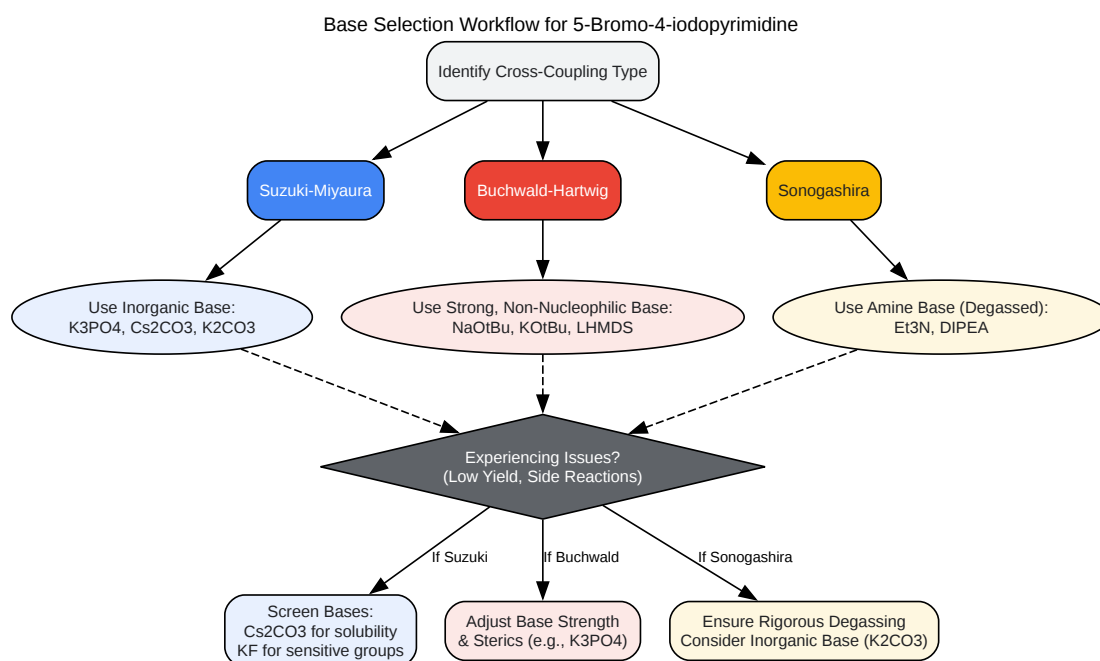 Base Selection Workflow for 5-Bromo-4-iodopyrimidine
Identify Cross-Coupling Type
Suzuki-Miyaura
Buchwald-Hartwig
Sonogashira
Use Inorganic Base:
K3PO4, Cs2CO3, K2CO3
Use Strong, Non-Nucleophilic Base:
NaOtBu, KOtBu, LHMDS
Use Amine Base (Degassed):
Et3N, DIPEA
Experiencing Issues?
(Low Yield, Side Reactions)
If Suzuki
If Buchwald
If Sonogashira
Screen Bases:
Cs2CO3 for solubility
KF for sensitive groups
Adjust Base Strength
& Sterics (e.g., K3PO4)
Ensure Rigorous Degassing
Consider Inorganic Base (K2CO3)